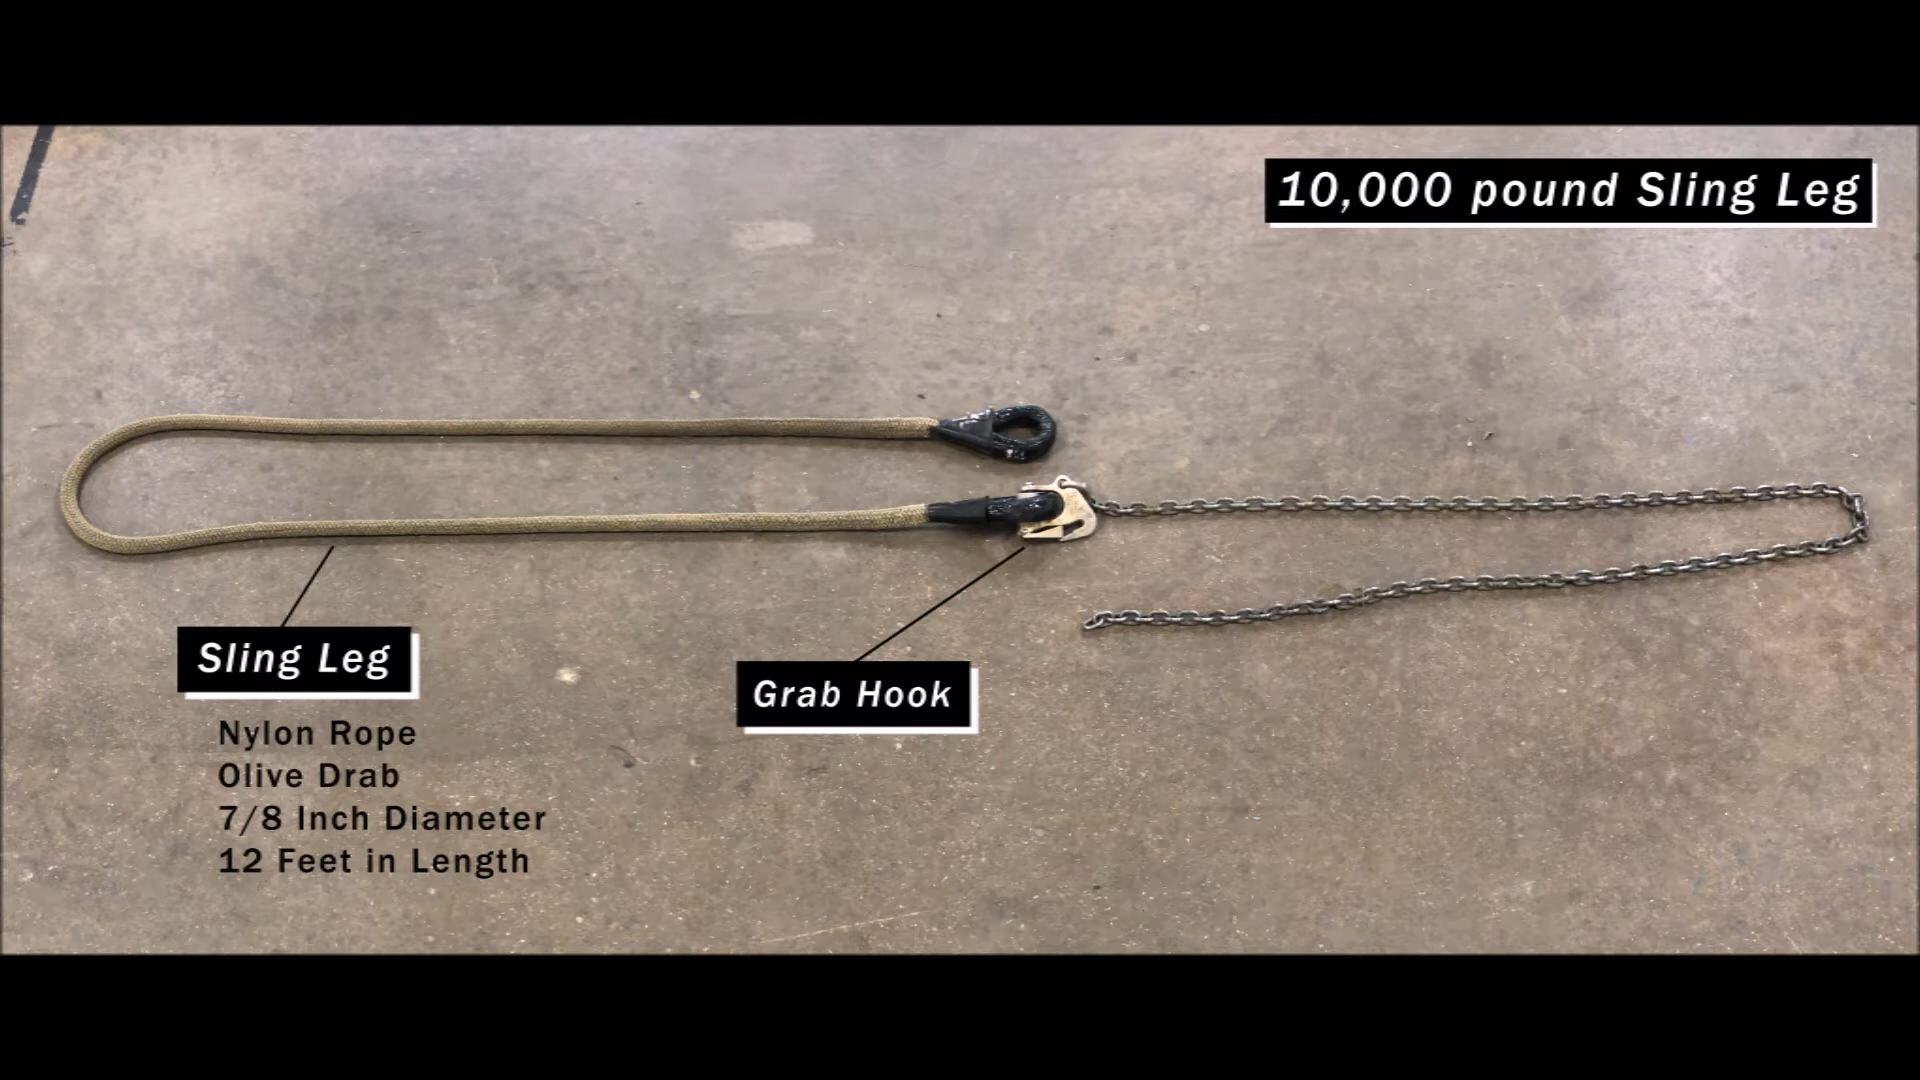 10,000 pound Sling Leg
Sling Leg
Nylon Rope
Olive Drab
7/8 Inch Diameter
12 Feet in Length
Grab Hook